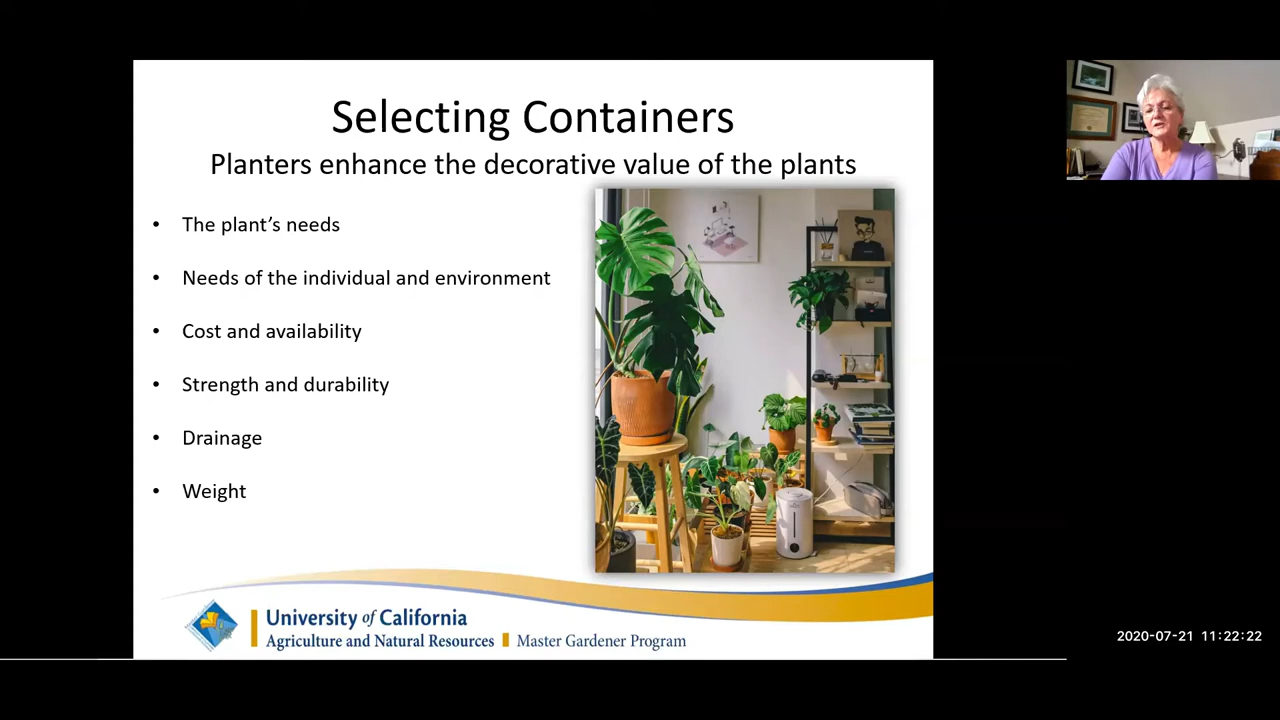 Selecting Containers
Planters enhance the decorative value of the plants
• The plant’s needs
• Needs of the individual and environment
• Cost and availability
• Strength and durability
• Drainage
• Weight
University of California
Agriculture and Natural Resources Master Gardener Program
2020-07-21 11:22:22